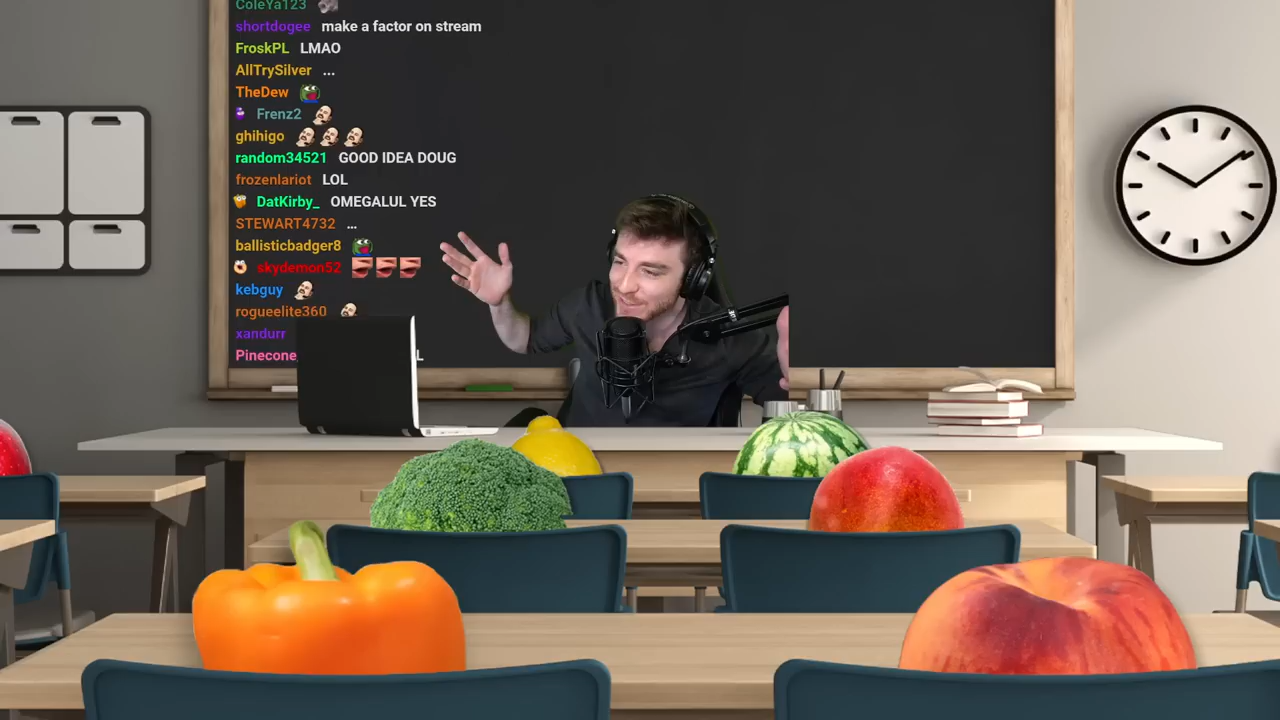 ColeYa123
shortdogee make a factor on stream
FroskPL LMAO
AllTrySilver ...
TheDew
Frenz2
ghihigo
random34521 GOOD IDEA DOUG
frozenlariot LOL
DatKirby_ OMEGALUL YES
STEWART4732 ...
ballisticbadger8
skydemon52
kebguy
rogueelite360
xandurr
Pinecone L